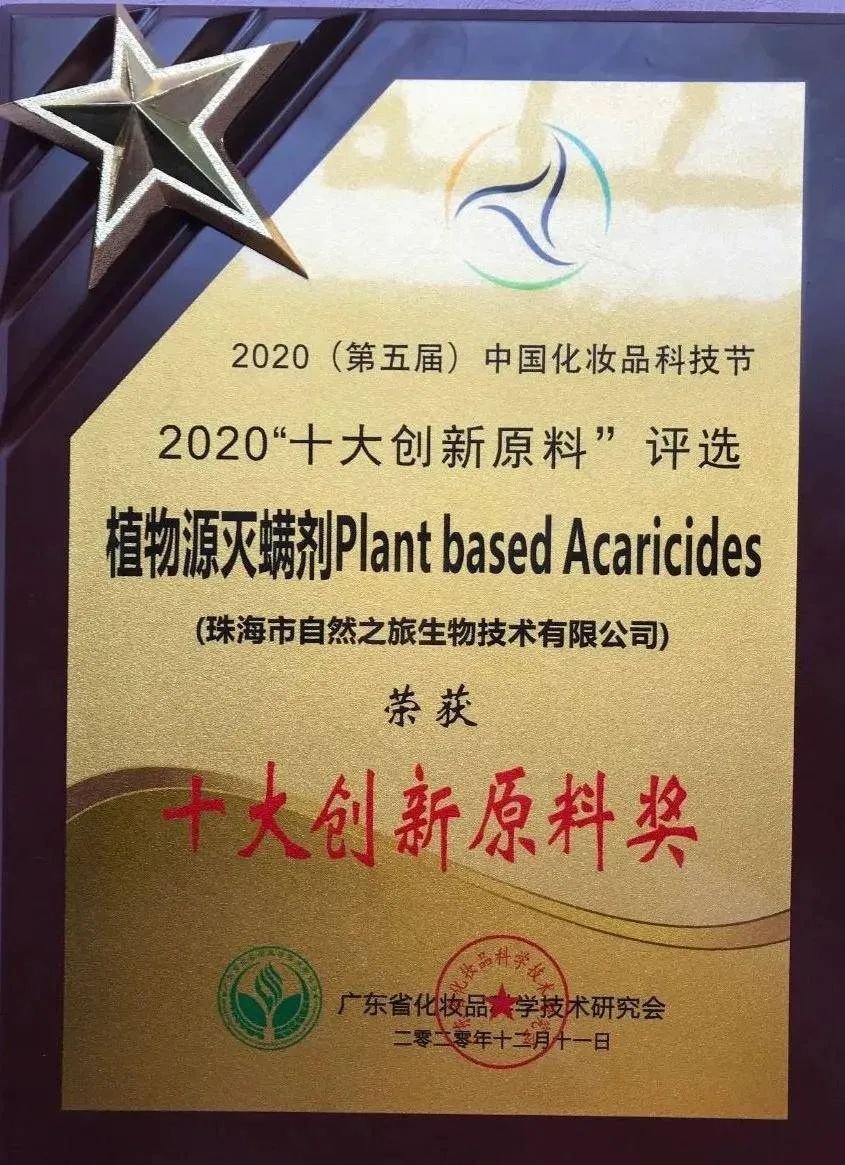 2020（第五届）中国化妆品科技节
2020“十大创新原料”评选
植物源灭螨剂Plant based Acaricides
(珠海市自然之旅生物技术有限公司)
荣获
十大创新原料奖
广东省化妆品科学技术研究会
二零二零年十二月十一日